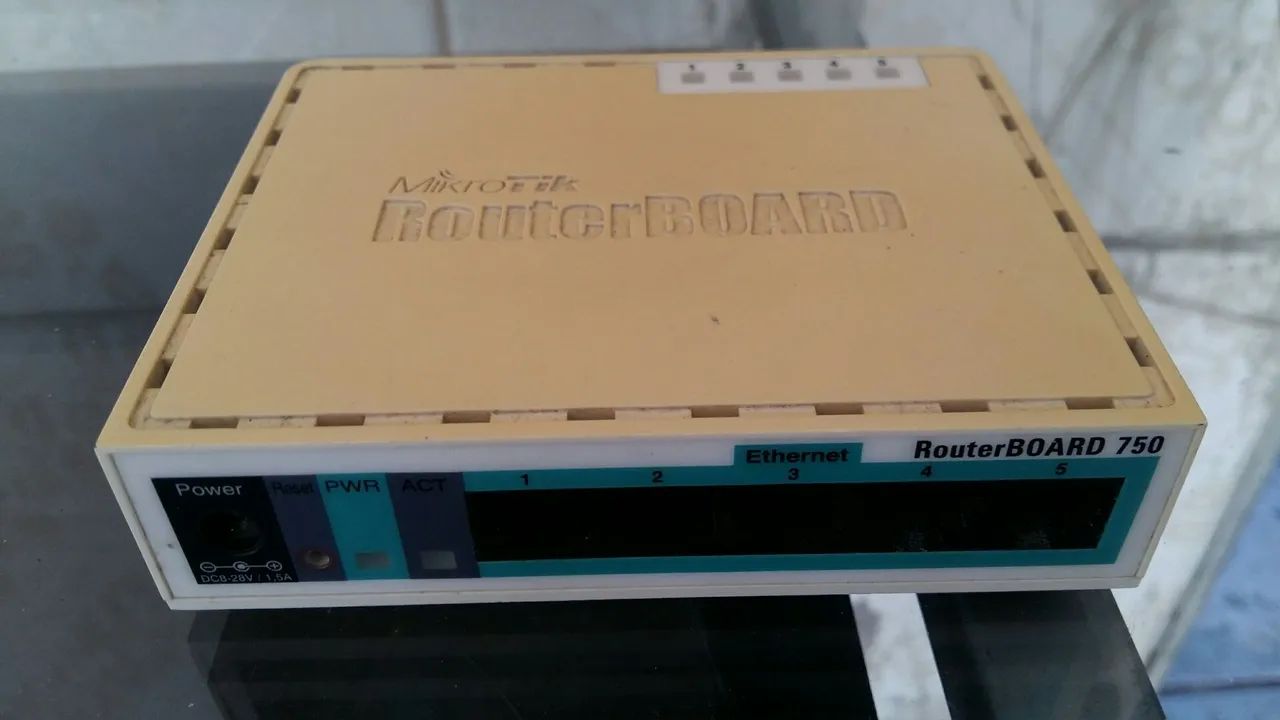 1 2 3 4 5
MikroTik
RouterBOARD
RouterBOARD 750
Ethernet
1 2 3 4 5
Power Reset PWR ACT
DC8-28V / 1,5A